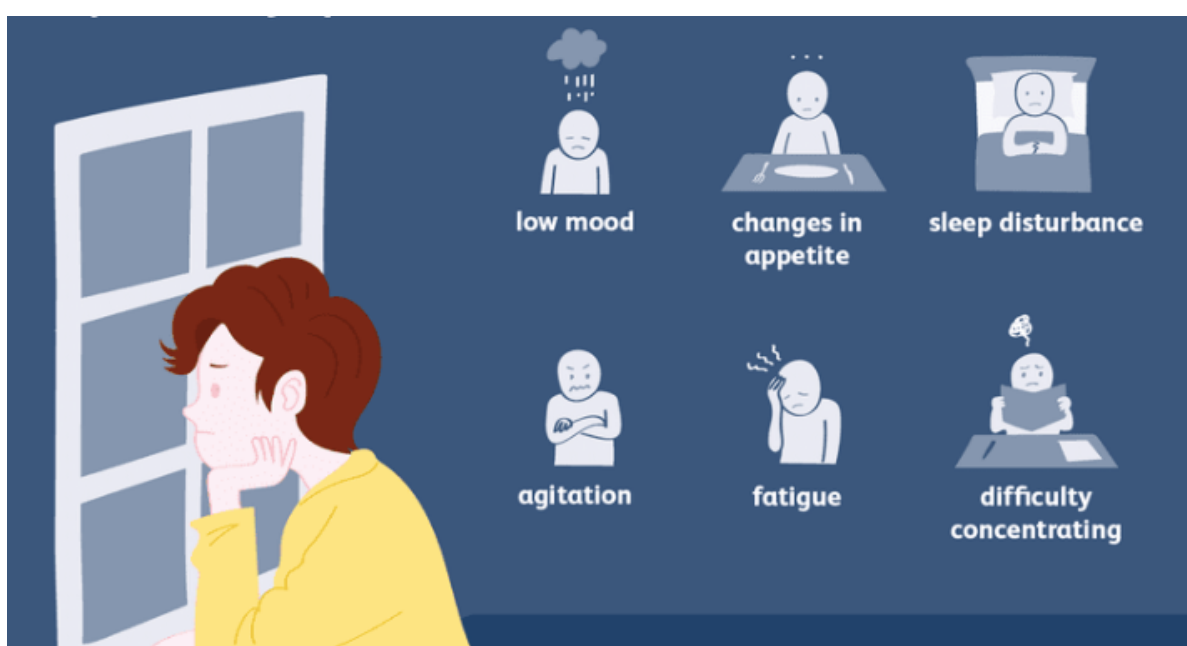 low mood
changes in
appetite
sleep disturbance
agitation
fatigue
difficulty
concentrating